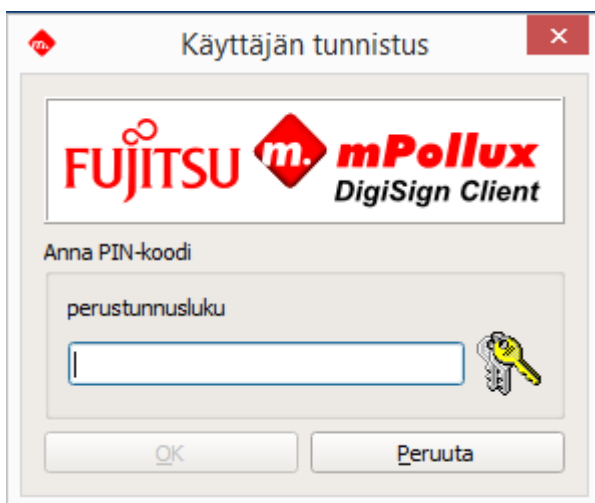 m. Käyttäjän tunnistus ×
FUJITSU m. mPollux
DigiSign Client
Anna PIN-koodi
perustunnusluku
OK Peruuta